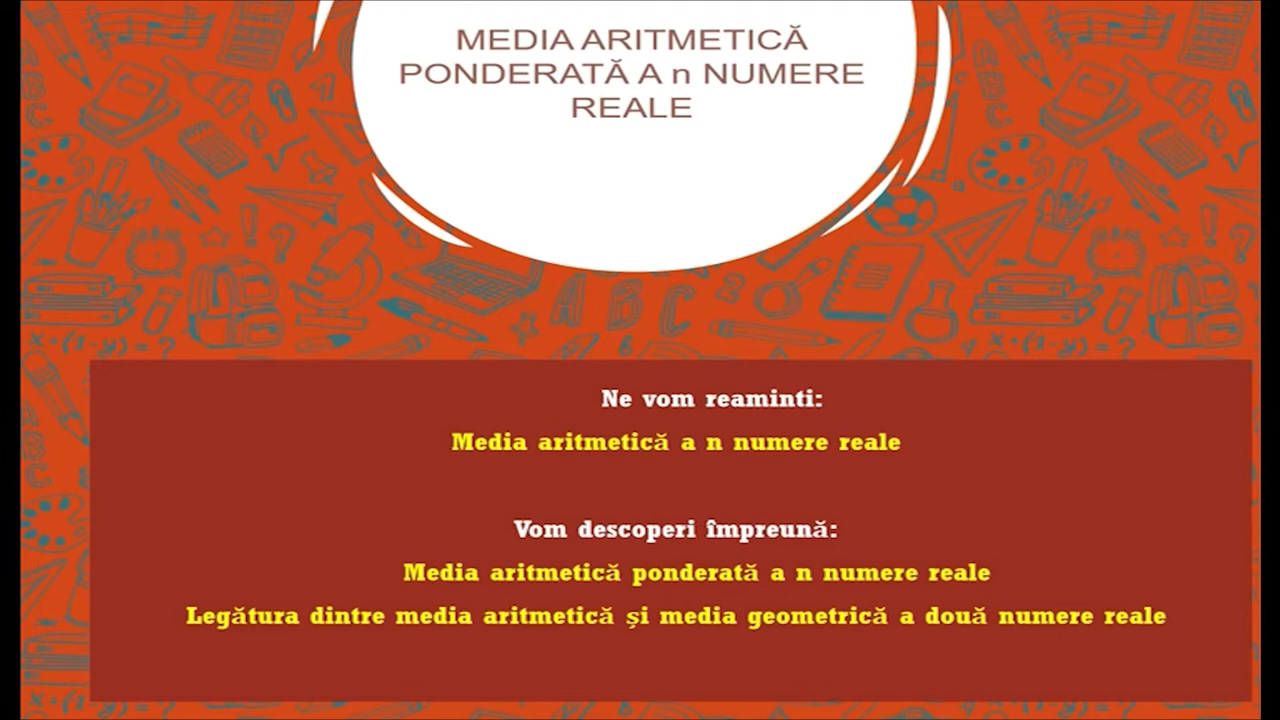 MEDIA ARITMETICĂ
PONDERATĂ A n NUMERE
REALE
Ne vom reaminti:
Media aritmetică a n numere reale
Vom descoperi împreună:
Media aritmetică ponderată a n numere reale
Legătura dintre media aritmetică și media geometrică a două numere reale